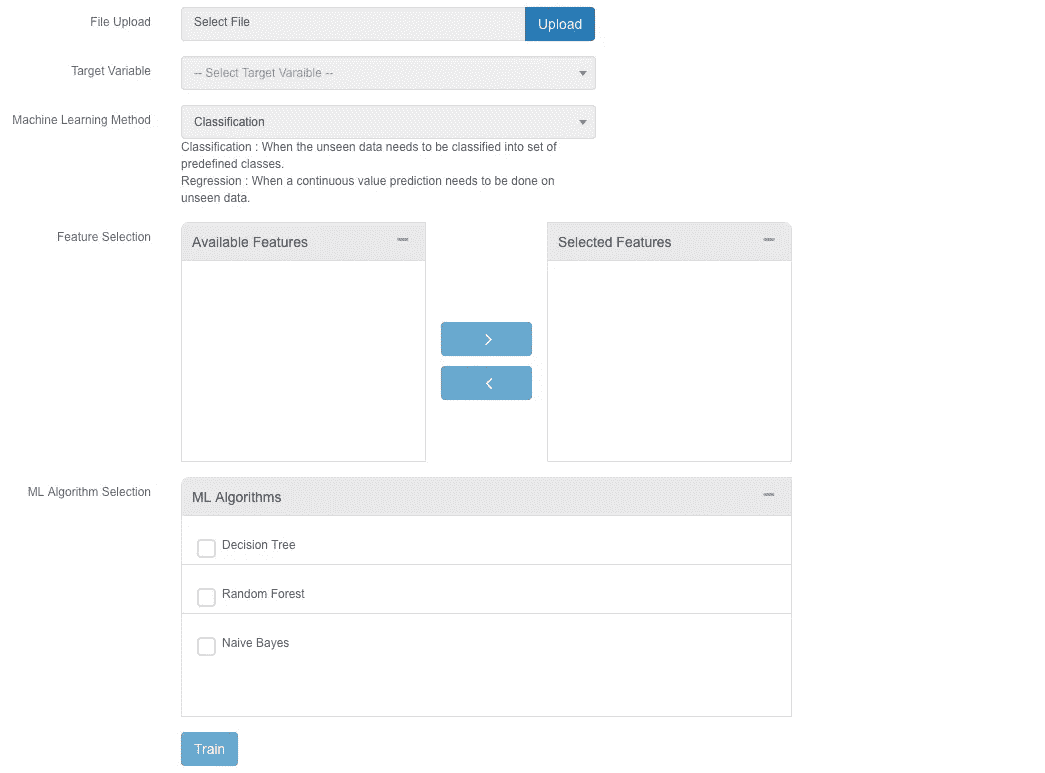 File Upload
Select File
Upload
Target Variable
-- Select Target Varaible --
Machine Learning Method
Classification
Classification : When the unseen data needs to be classified into set of
predefined classes.
Regression : When a continuous value prediction needs to be done on
unseen data.
Feature Selection
Available Features
Selected Features
ML Algorithm Selection
ML Algorithms
Decision Tree
Random Forest
Naive Bayes
Train